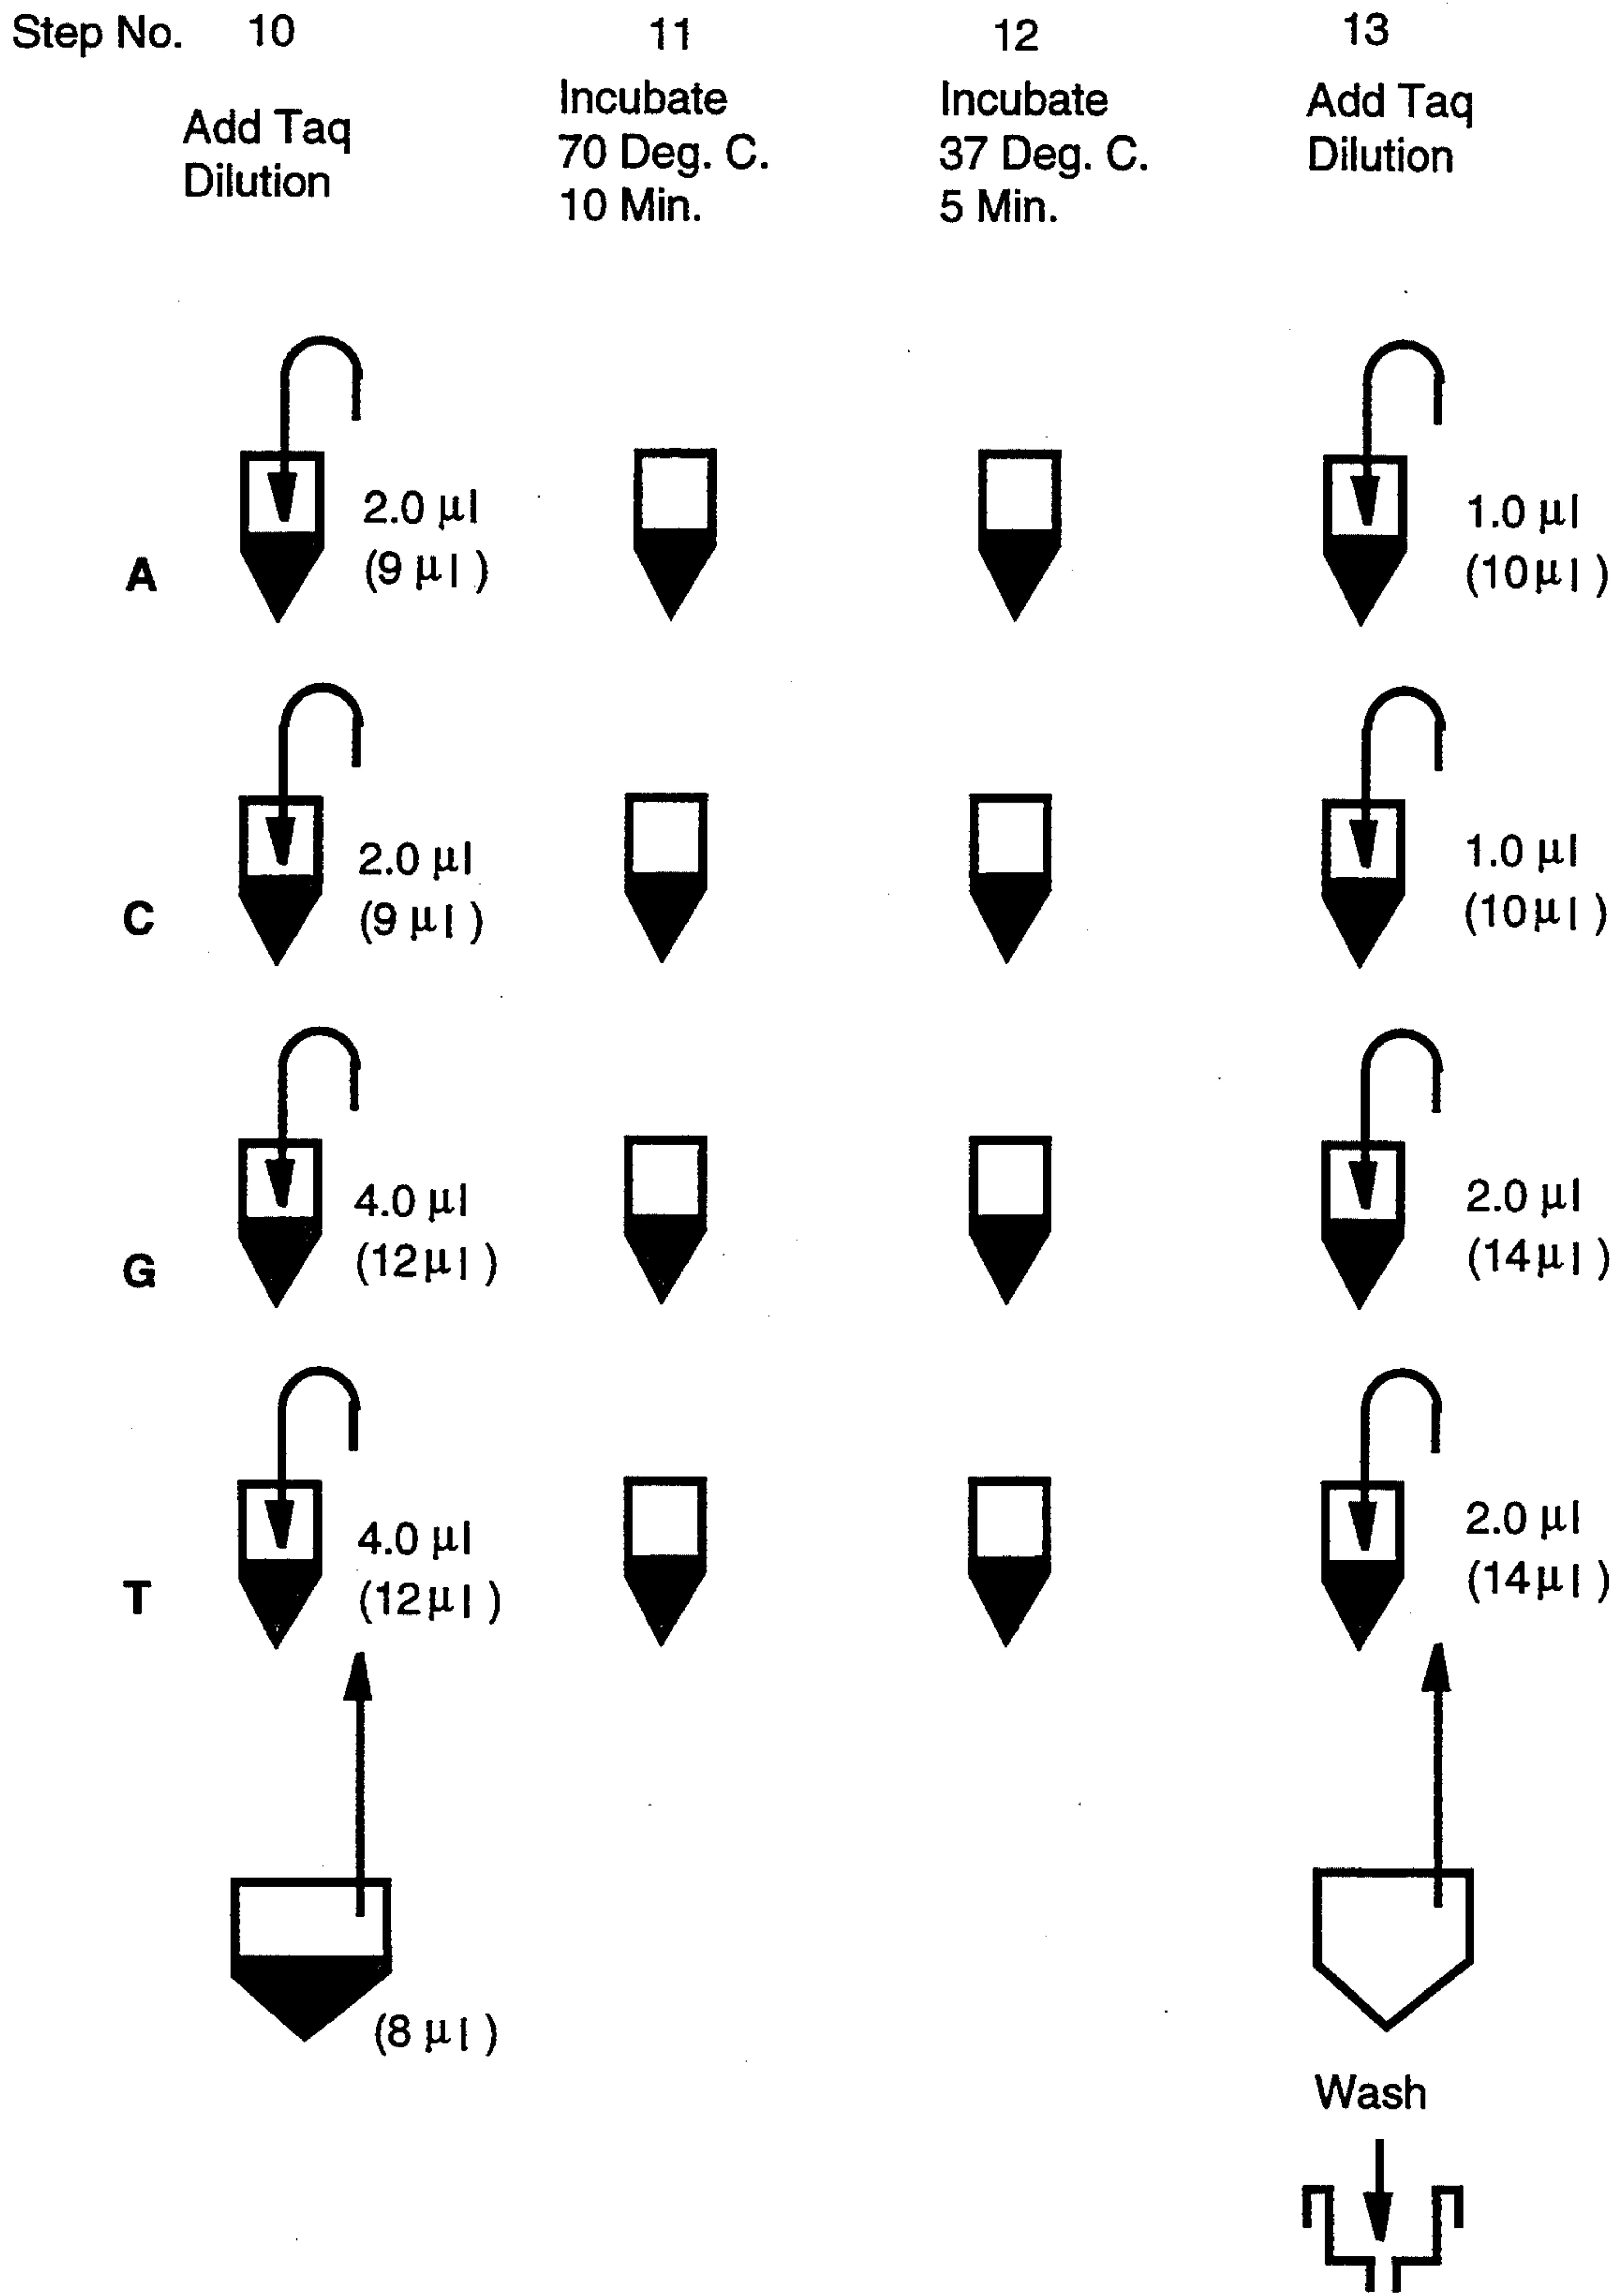 Step No. 10 11 12 13
Add Taq
Dilution
Incubate
70 Deg. C.
10 Min.
Incubate
37 Deg. C.
5 Min.
Add Taq
Dilution
A
2.0 µl
(9 µl )
1.0 µl
(10µl )
C
2.0 µl
(9 µl )
1.0 µl
(10µl )
G
4.0 µl
(12µl )
2.0 µl
(14µl )
T
4.0 µl
(12µl )
2.0 µl
(14µl )
(8 µl )
Wash